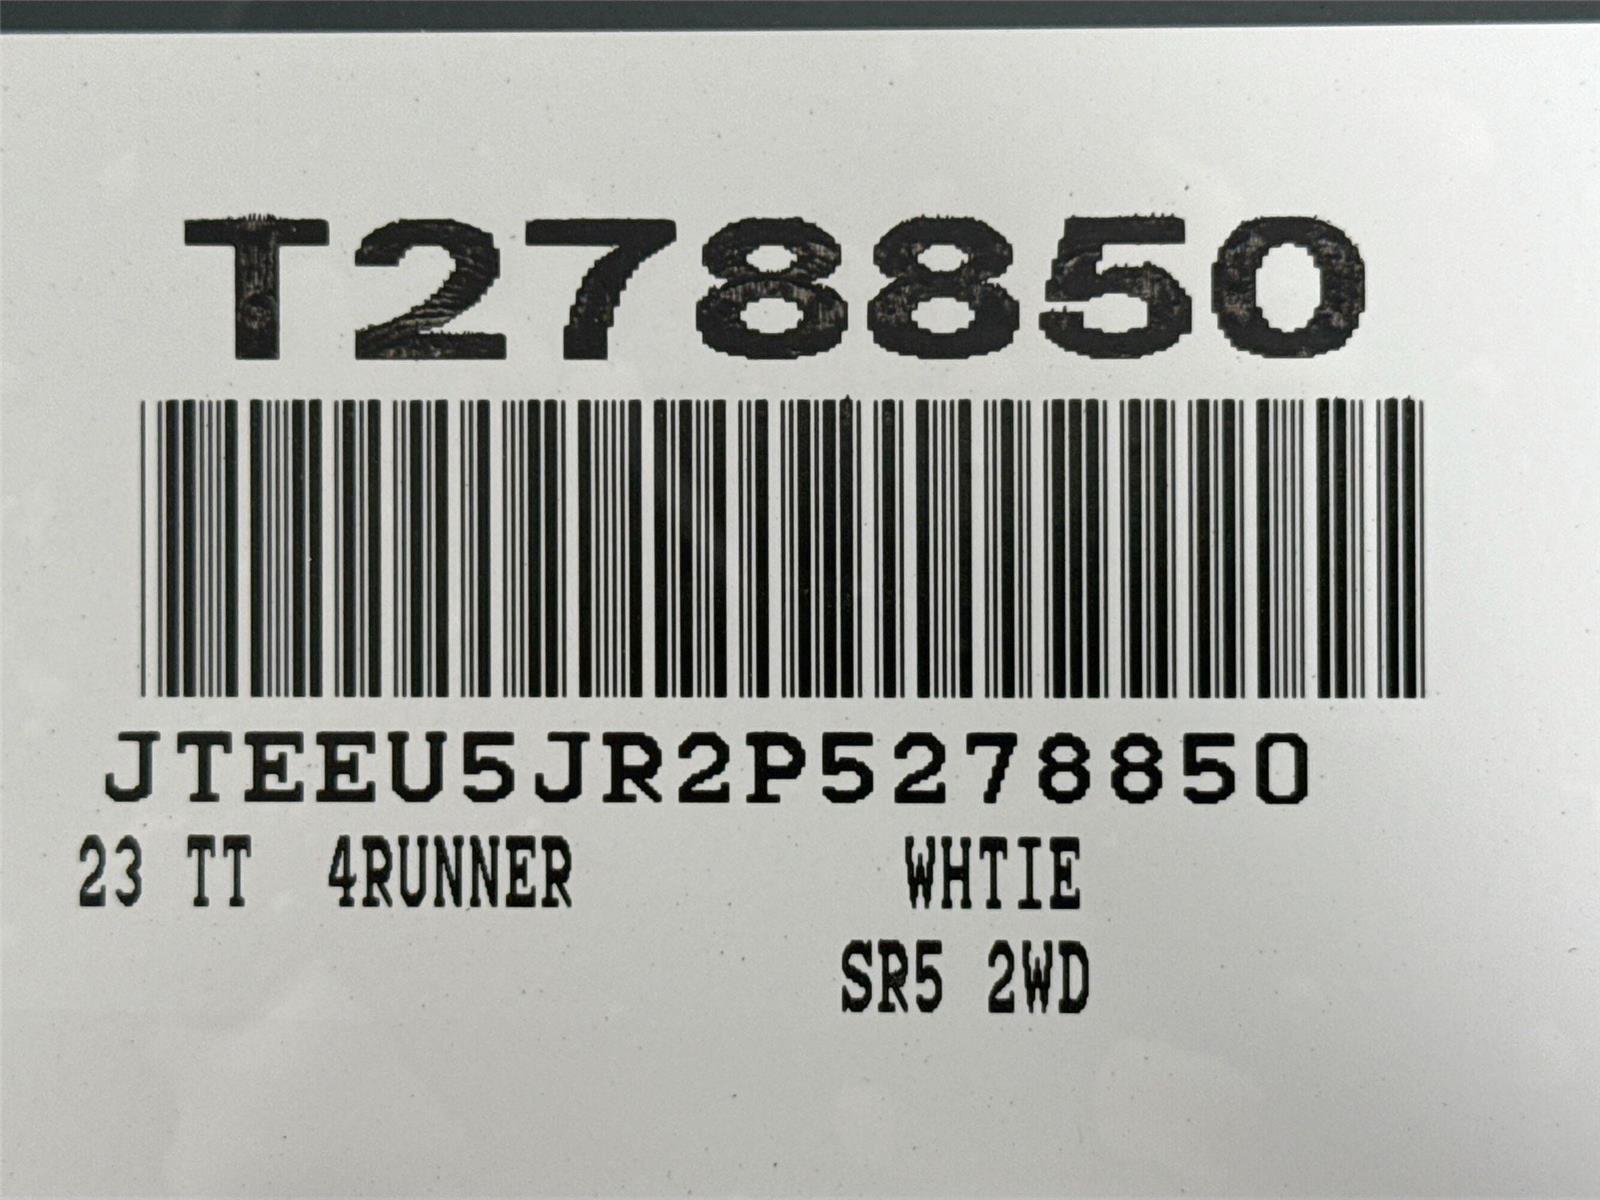 T278850
JTEEU5JR2P5278850
23 TT 4RUNNER WHTIE
SR5 2WD